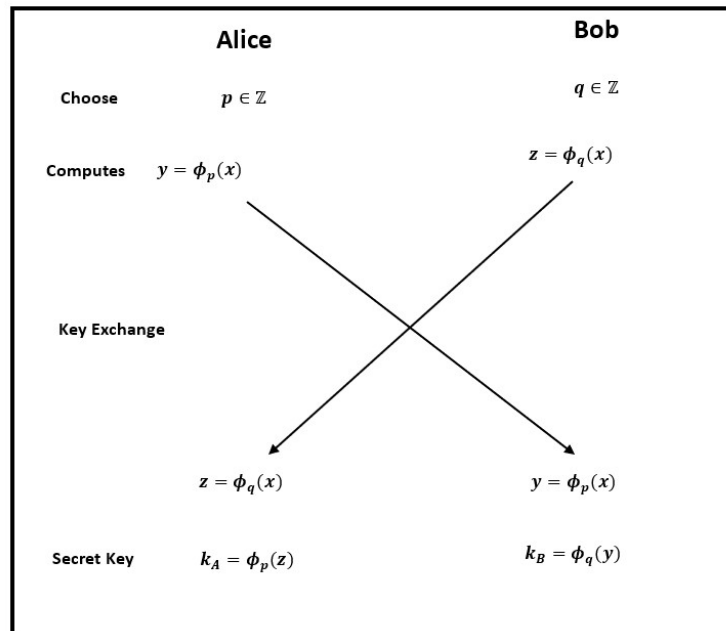 Alice Bob
Choose p ∈ ℤ q ∈ ℤ
Computes y = ϕ_p(x) z = ϕ_q(x)
Key Exchange
z = ϕ_q(x) y = ϕ_p(x)
Secret Key k_A = ϕ_p(z) k_B = ϕ_q(y)